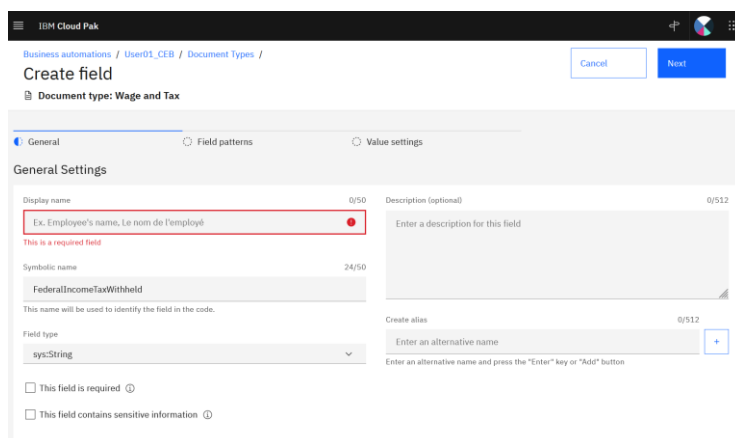 IBM Cloud Pak
Business automations / User01_CEB / Document Types /
Create field
Document type: Wage and Tax
Cancel
Next
General
Field patterns
Value settings
General Settings
Display name
0/50
Ex. Employee's name, Le nom de l'employé
This is a required field
Symbolic name
24/50
FederalIncomeTaxWithheld
This name will be used to identify the field in the code.
Field type
sys:String
This field is required
This field contains sensitive information
Description (optional)
0/512
Enter a description for this field
Create alias
0/512
Enter an alternative name
+
Enter an alternative name and press the "Enter" key or "Add" button